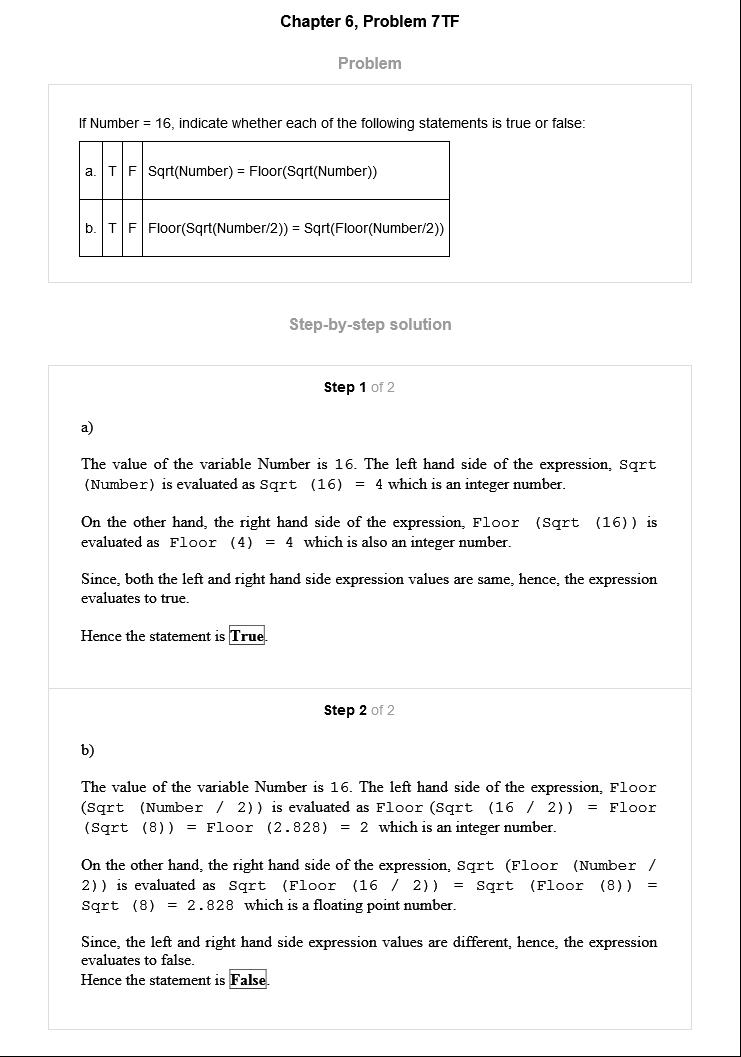 Chapter 6, Problem 7TF
Problem
If Number = 16, indicate whether each of the following statements is true or false:
a. T F Sqrt(Number) = Floor(Sqrt(Number))
b. T F Floor(Sqrt(Number/2)) = Sqrt(Floor(Number/2))
Step-by-step solution
Step 1 of 2
a)
The value of the variable Number is 16. The left hand side of the expression, Sqrt
(Number) is evaluated as Sqrt (16) = 4 which is an integer number.
On the other hand, the right hand side of the expression, Floor (Sqrt (16)) is
evaluated as Floor (4) = 4 which is also an integer number.
Since, both the left and right hand side expression values are same, hence, the expression
evaluates to true.
Hence the statement is True.
Step 2 of 2
b)
The value of the variable Number is 16. The left hand side of the expression, Floor
(Sqrt (Number / 2)) is evaluated as Floor (Sqrt (16 / 2)) = Floor
(Sqrt (8)) = Floor (2.828) = 2 which is an integer number.
On the other hand, the right hand side of the expression, Sqrt (Floor (Number /
2)) is evaluated as Sqrt (Floor (16 / 2)) = Sqrt (Floor (8)) =
Sqrt (8) = 2.828 which is a floating point number.
Since, the left and right hand side expression values are different, hence, the expression
evaluates to false.
Hence the statement is False.